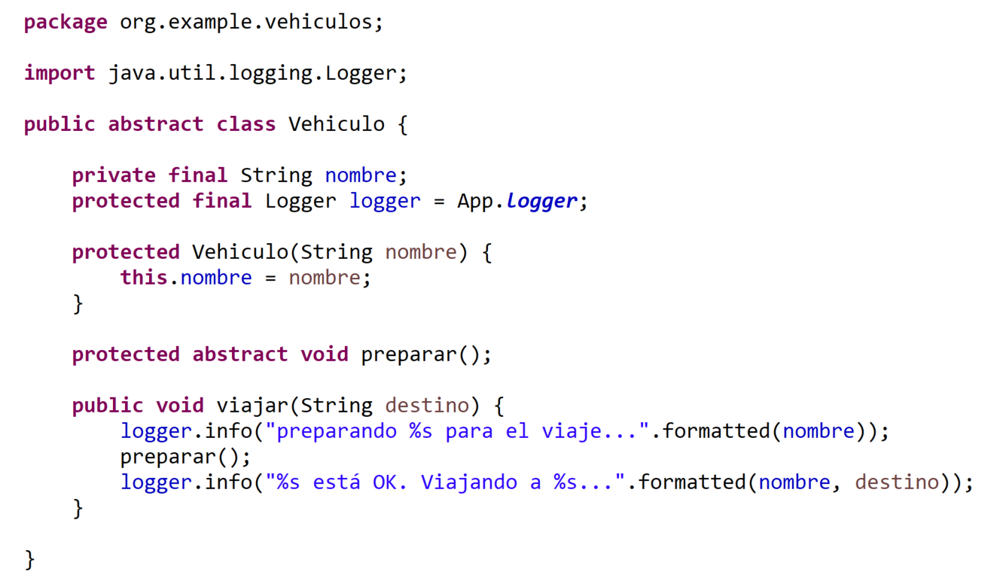 package org.example.vehiculos;
import java.util.logging.Logger;
public abstract class Vehiculo {
private final String nombre;
protected final Logger logger = App.logger;
protected Vehiculo(String nombre) {
this.nombre = nombre;
}
protected abstract void preparar();
public void viajar(String destino) {
logger.info("preparando %s para el viaje...".formatted(nombre));
preparar();
logger.info("%s está OK. Viajando a %s...".formatted(nombre, destino));
}
}